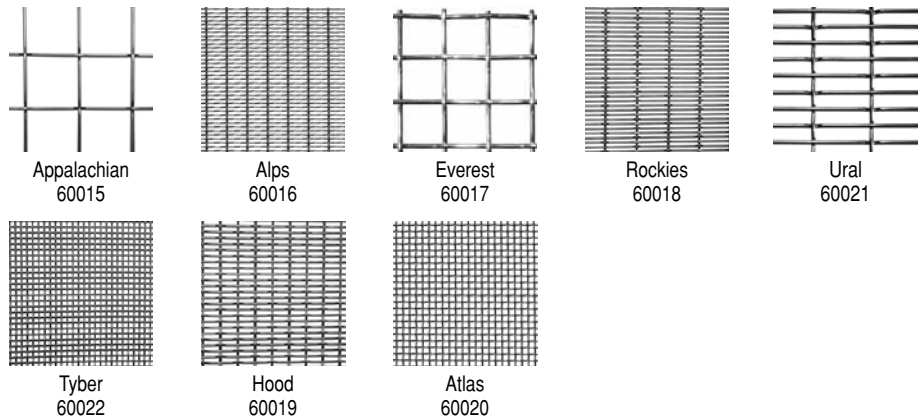 Appalachian
60015
Alps
60016
Everest
60017
Rockies
60018
Ural
60021
Tyber
60022
Hood
60019
Atlas
60020